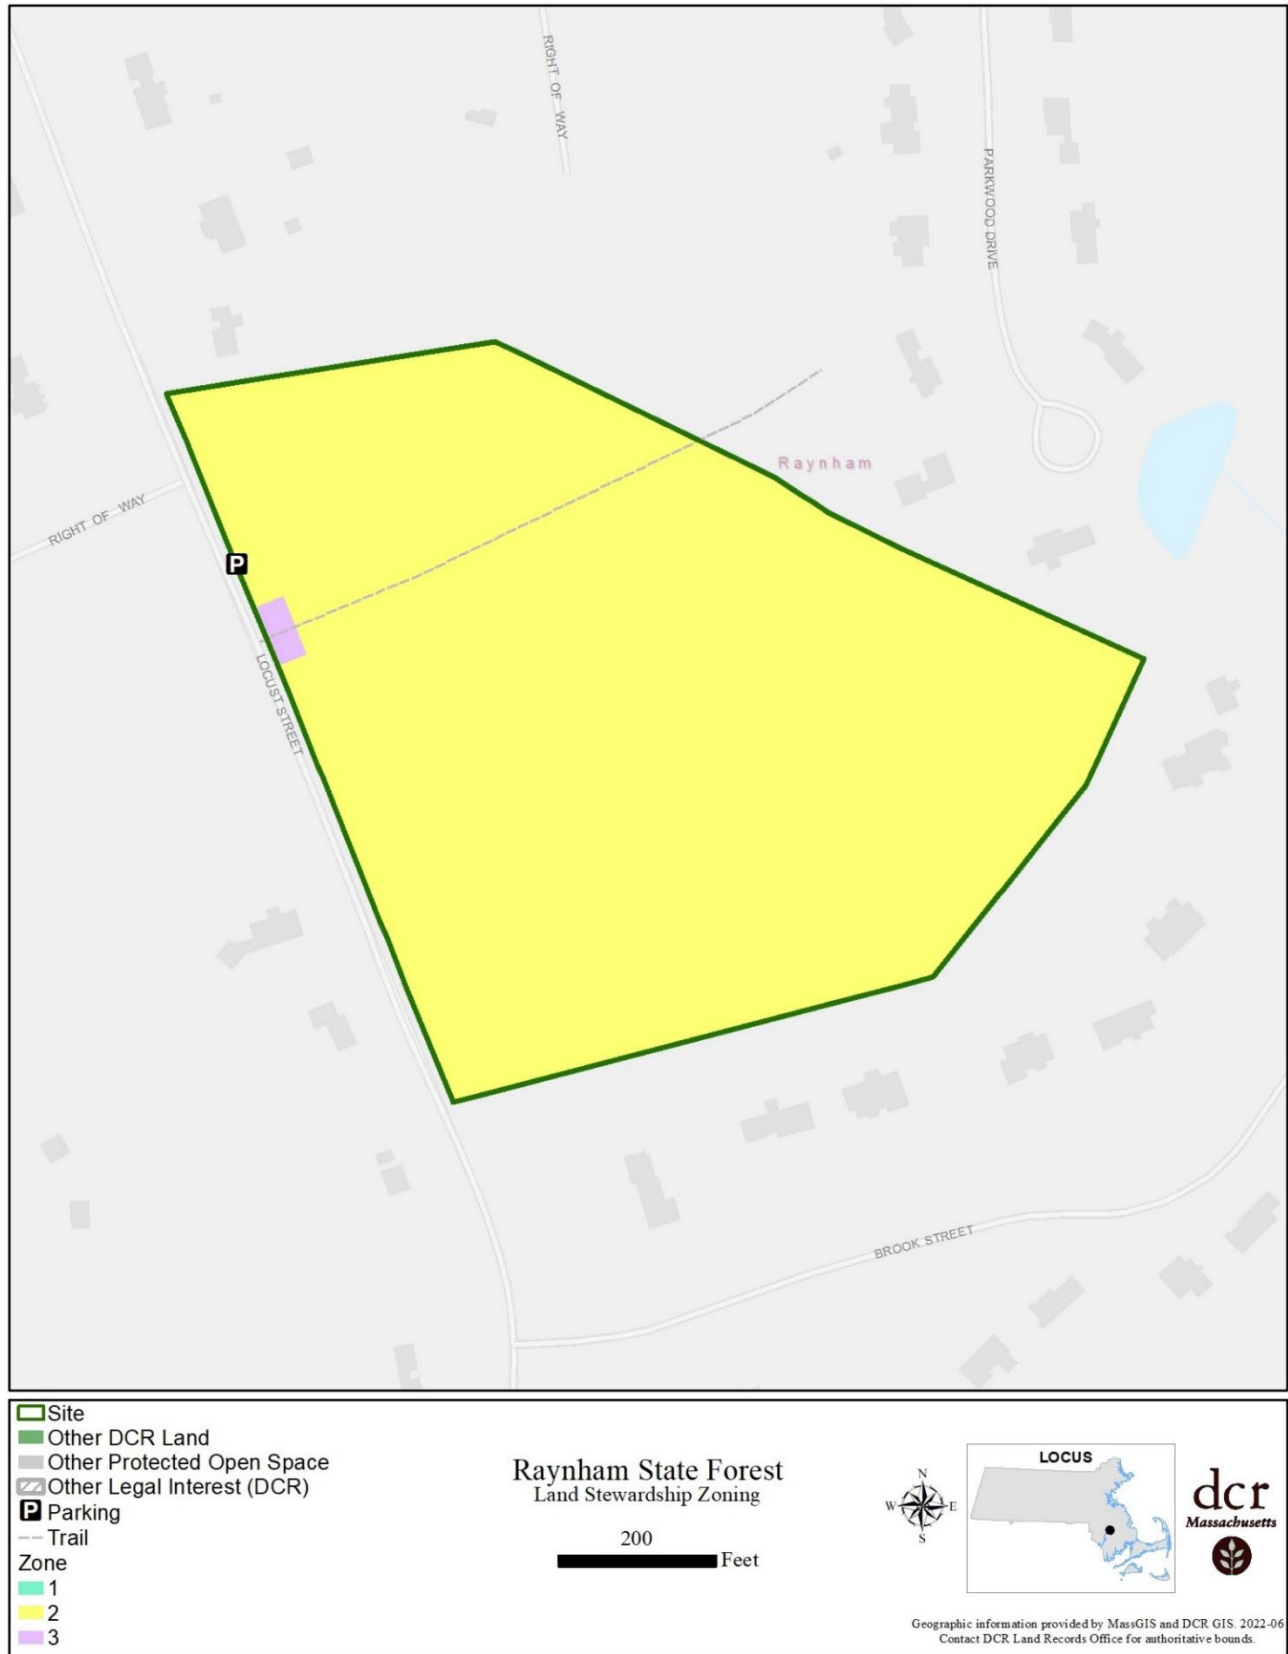 RIGHT OF WAY
PARKWOOD DRIVE
Raynham
RIGHT OF WAY
P
LOCUST STREET
BROOK STREET
Site
Other DCR Land
Other Protected Open Space
Other Legal Interest (DCR)
P Parking
Trail
Zone
1
2
3
Raynham State Forest
Land Stewardship Zoning
200
Feet
N
W E
S
LOCUS
dcr
Massachusetts
Geographic information provided by MassGIS and DCR GIS. 2022-06
Contact DCR Land Records Office for authoritative bounds.